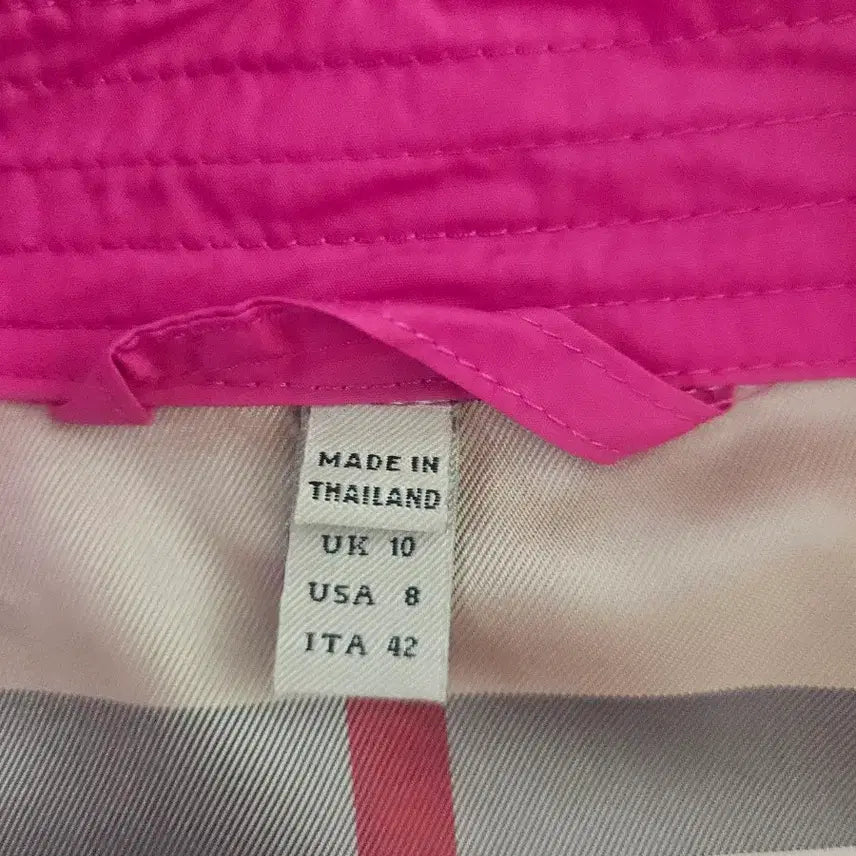 MADE IN
THAILAND
UK 10
USA 8
ITA 42